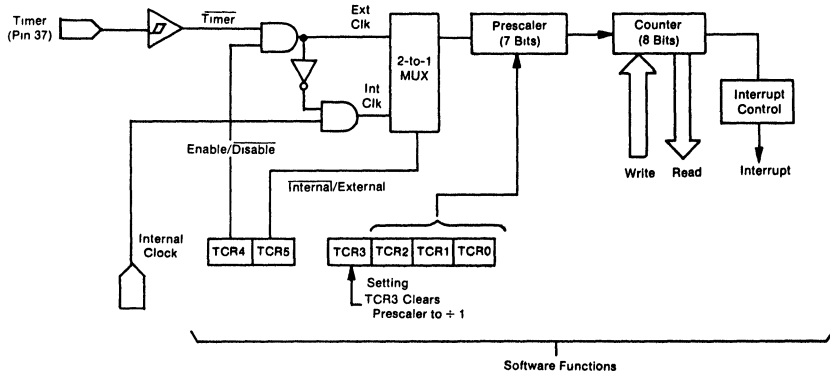 Timer
(Pin 37)
Timer
Ext
Clk
2-to-1
MUX
Int
Clk
Prescaler
(7 Bits)
Counter
(8 Bits)
Interrupt
Control
Enable/Disable
Internal/External
Write
Read
Interrupt
Internal
Clock
TCR4
TCR5
TCR3
TCR2
TCR1
TCR0
Setting
TCR3 Clears
Prescaler to ÷ 1
Software Functions